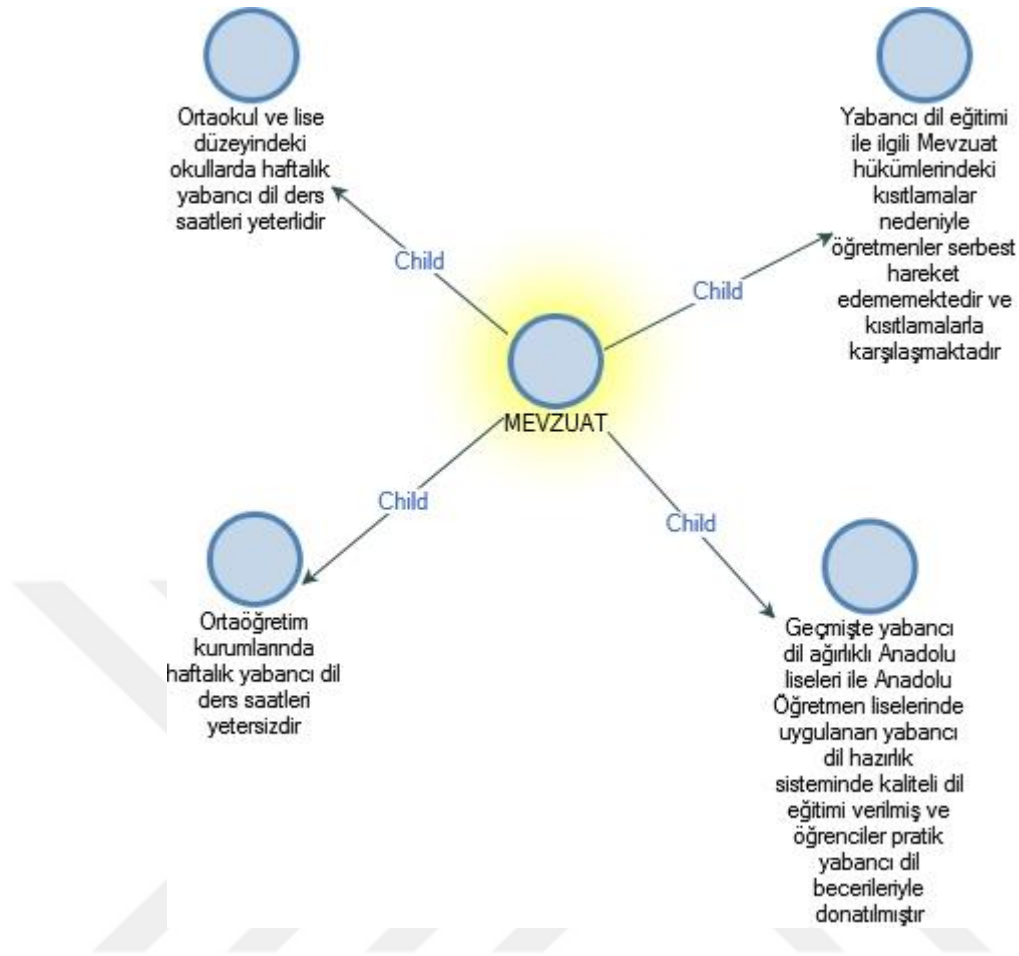 Ortaokul ve lise
düzeyindeki
okullarda haftalık
yabancı dil ders
saatleri yeterlidir
Yabancı dil eğitimi
ile ilgili Mevzuat
hükümlerindeki
kısıtlamalar
nedeniyle
öğretmenler serbest
hareket
edememektedir ve
kısıtlamalarla
karşılaşmaktadır
Child
Child
MEVZUAT
Child
Child
Ortaöğretim
kurumlarında
haftalık yabancı dil
ders saatleri
yetersizdir
Geçmişte yabancı
dil ağırlıklı Anadolu
liseleri ile Anadolu
Öğretmen liselerinde
uygulanan yabancı
dil hazırlık
sisteminde kaliteli dil
eğitimi verilmiş ve
öğrenciler pratik
yabancı dil
becerileriyle
donatılmıştır